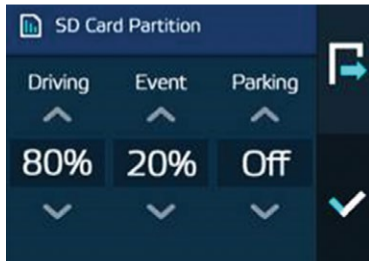 SD Card Partition
Driving Event Parking
80% 20% Off